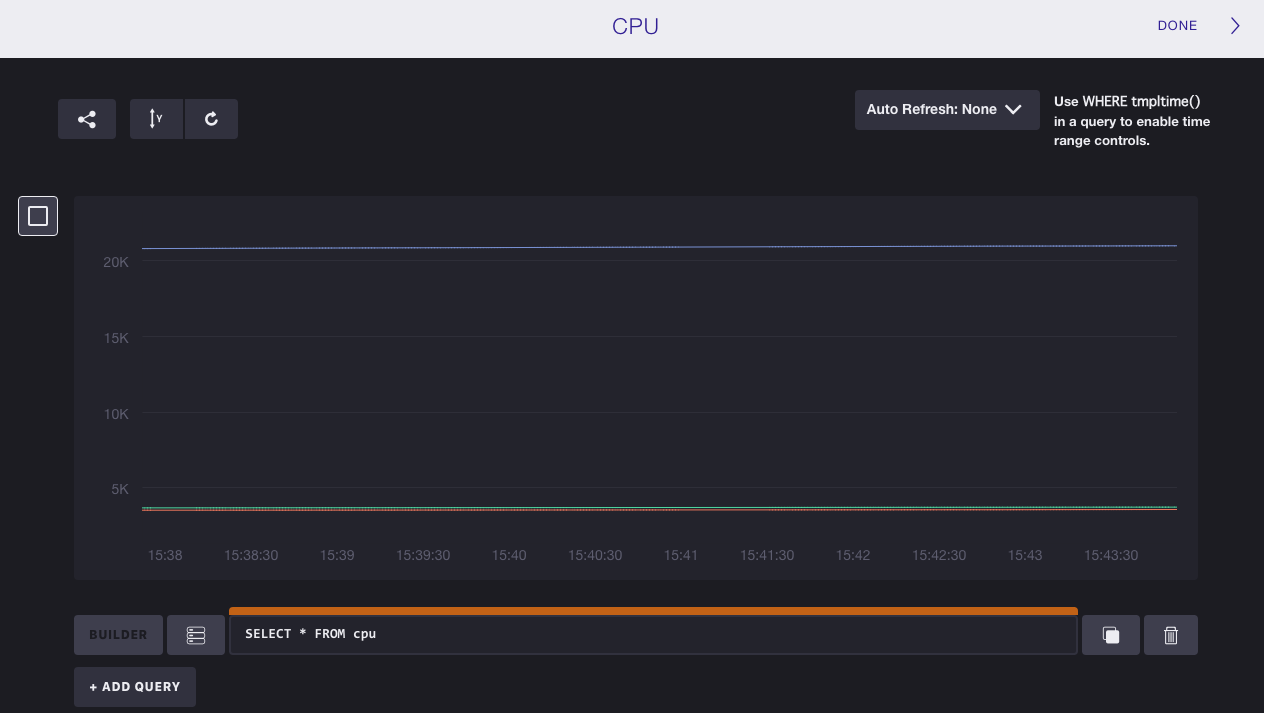 CPU
DONE
Auto Refresh: None
Use WHERE tmpltime()
in a query to enable time
range controls.
Y
20K
15K
10K
5K
15:38 15:38:30 15:39 15:39:30 15:40 15:40:30 15:41 15:41:30 15:42 15:42:30 15:43 15:43:30
BUILDER
SELECT * FROM cpu
+ ADD QUERY